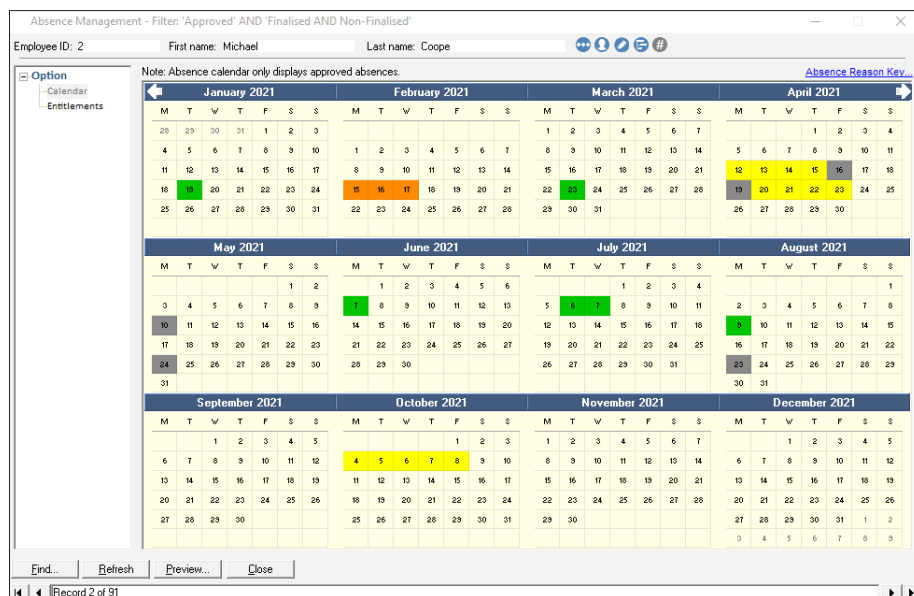 Absence Management - Filter: 'Approved' AND 'Finalised AND Non-Finalised'
Employee ID: 2 First name: Michael Last name: Coope
#
Note: Absence calendar only displays approved absences. Absence Reason Key...
Option
Calendar
Entitlements
January 2021
M T W T F S S
28 29 30 31 1 2 3
4 5 6 7 8 9 10
11 12 13 14 15 16 17
18 19 20 21 22 23 24
25 26 27 28 29 30 31
February 2021
M T W T F S S
1 2 3 4 5 6 7
8 9 10 11 12 13 14
15 16 17 18 19 20 21
22 23 24 25 26 27 28
March 2021
M T W T F S S
1 2 3 4 5 6 7
8 9 10 11 12 13 14
15 16 17 18 19 20 21
22 23 24 25 26 27 28
29 30 31
April 2021
M T W T F S S
1 2 3 4
5 6 7 8 9 10 11
12 13 14 15 16 17 18
19 20 21 22 23 24 25
26 27 28 29 30
May 2021
M T W T F S S
1 2
3 4 5 6 7 8 9
10 11 12 13 14 15 16
17 18 19 20 21 22 23
24 25 26 27 28 29 30
31
June 2021
M T W T F S S
1 2 3 4 5 6
7 8 9 10 11 12 13
14 15 16 17 18 19 20
21 22 23 24 25 26 27
28 29 30
July 2021
M T W T F S S
1 2 3 4
5 6 7 8 9 10 11
12 13 14 15 16 17 18
19 20 21 22 23 24 25
26 27 28 29 30 31
August 2021
M T W T F S S
1
2 3 4 5 6 7 8
9 10 11 12 13 14 15
16 17 18 19 20 21 22
23 24 25 26 27 28 29
30 31
September 2021
M T W T F S S
1 2 3 4 5
6 7 8 9 10 11 12
13 14 15 16 17 18 19
20 21 22 23 24 25 26
27 28 29 30
October 2021
M T W T F S S
1 2 3
4 5 6 7 8 9 10
11 12 13 14 15 16 17
18 19 20 21 22 23 24
25 26 27 28 29 30 31
November 2021
M T W T F S S
1 2 3 4 5 6 7
8 9 10 11 12 13 14
15 16 17 18 19 20 21
22 23 24 25 26 27 28
29 30
December 2021
M T W T F S S
1 2 3 4 5
6 7 8 9 10 11 12
13 14 15 16 17 18 19
20 21 22 23 24 25 26
27 28 29 30 31 1 2
3 4 5 6 7 8 9
Find... Refresh Preview... Close
Record 2 of 91